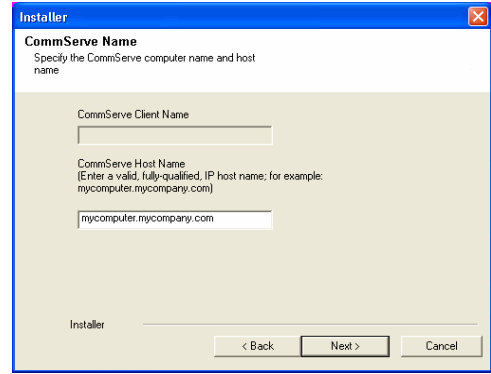 Installer
CommServe Name
Specify the CommServe computer name and host
name
CommServe Client Name
CommServe Host Name
(Enter a valid, fully-qualified, IP host name; for example:
mycomputer.mycompany.com)
mycomputer.mycompany.com
Installer
< Back Next > Cancel